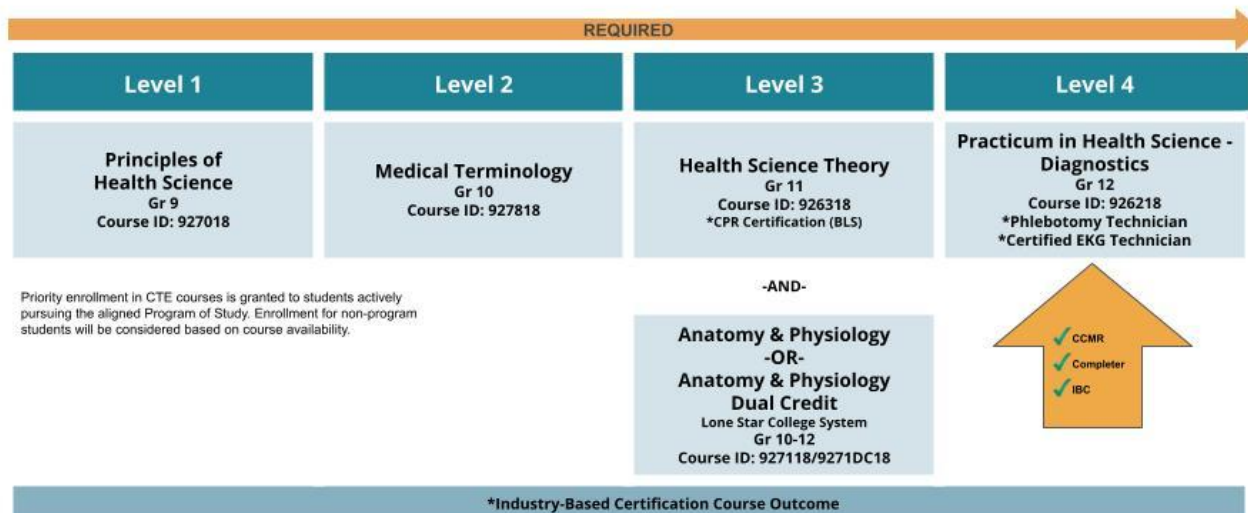 REQUIRED
Level 1
Level 2
Level 3
Level 4
Principles of
Health Science
Gr 9
Course ID: 927018
Medical Terminology
Gr 10
Course ID: 927818
Health Science Theory
Gr 11
Course ID: 926318
*CPR Certification (BLS)
Practicum in Health Science -
Diagnostics
Gr 12
Course ID: 926218
*Phlebotomy Technician
*Certified EKG Technician
Priority enrollment in CTE courses is granted to students actively
pursuing the aligned Program of Study. Enrollment for non-program
students will be considered based on course availability.
-AND-
Anatomy & Physiology
-OR-
Anatomy & Physiology
Dual Credit
Lone Star College System
Gr 10-12
Course ID: 927118/9271DC18
CCMR
Completer
IBC
*Industry-Based Certification Course Outcome